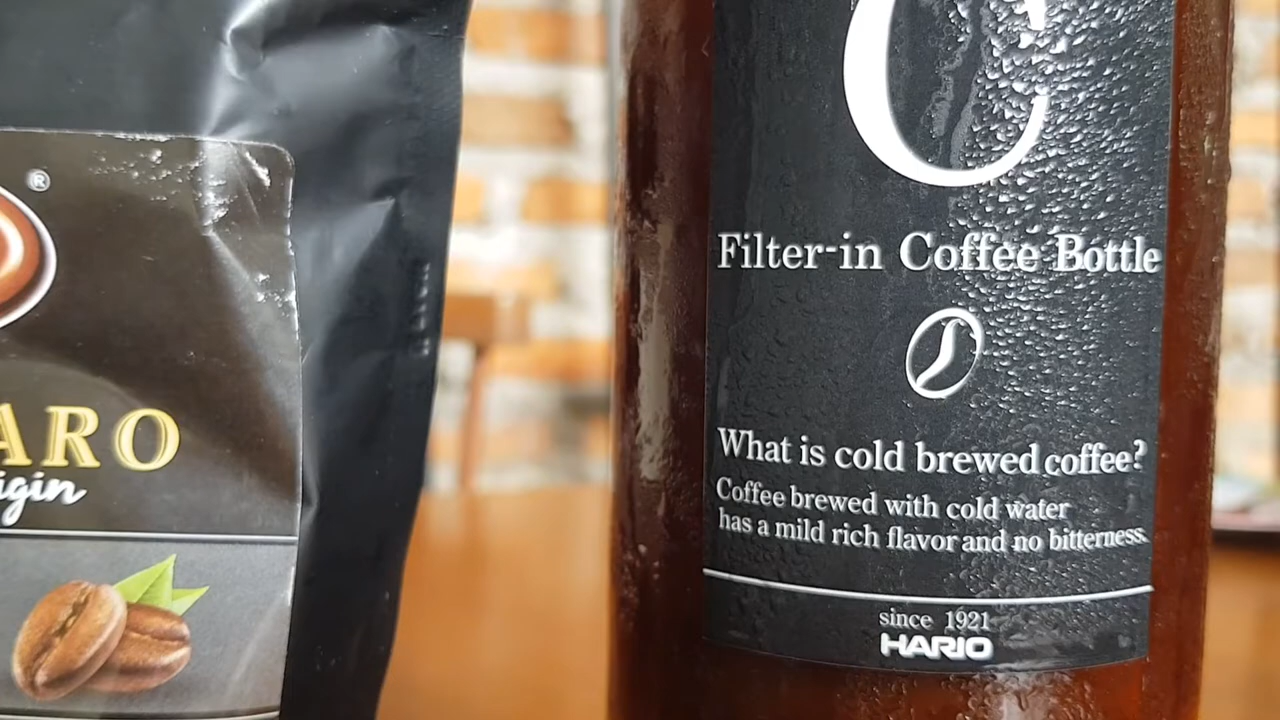 ®
ARO
igin
C
Filter-in Coffee Bottle
What is cold brewed coffee?
Coffee brewed with cold water
has a mild rich flavor and no bitterness.
since 1921
HARIO